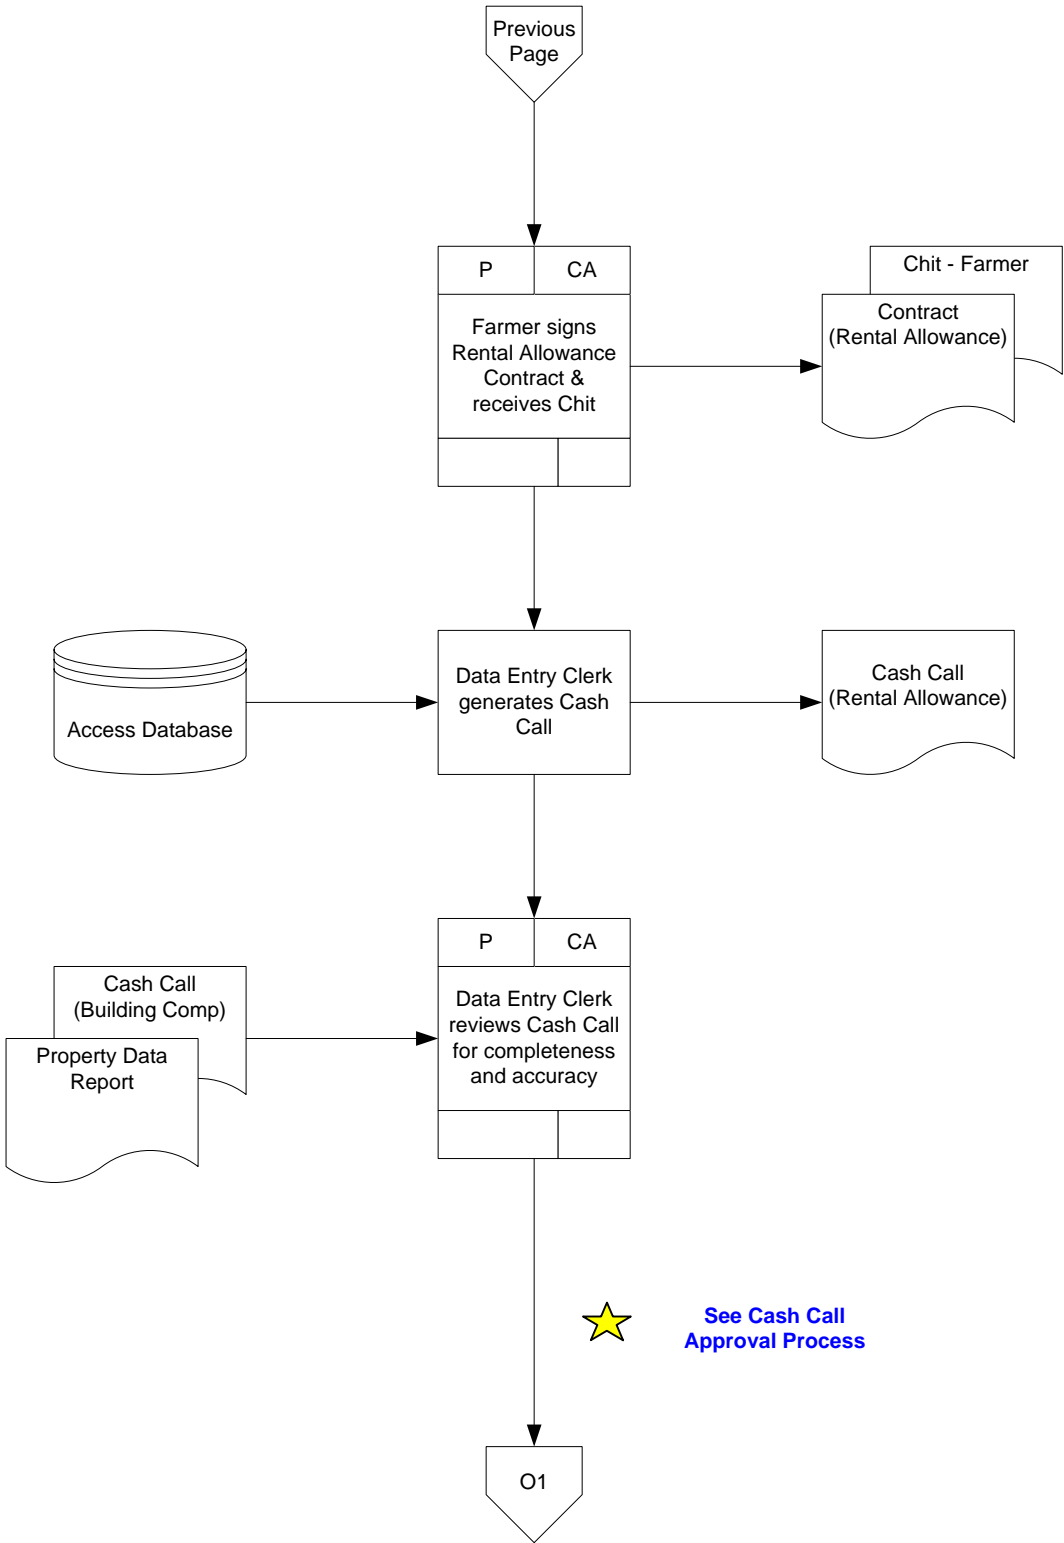 Previous
Page
P
CA
Farmer signs
Rental Allowance
Contract &
receives Chit
Chit - Farmer
Contract
(Rental Allowance)
Access Database
Data Entry Clerk
generates Cash
Call
Cash Call
(Rental Allowance)
P
CA
Data Entry Clerk
reviews Cash Call
for completeness
and accuracy
Cash Call
(Building Comp)
Property Data
Report
See Cash Call
Approval Process
O1